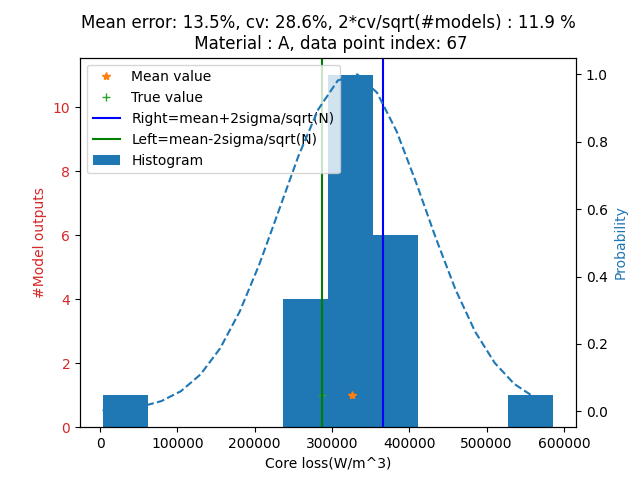 Mean error: 13.5%, cv: 28.6%, 2*cv/sqrt(#models) : 11.9 %
Material : A, data point index: 67
Mean value
True value
Right=mean+2sigma/sqrt(N)
Left=mean-2sigma/sqrt(N)
Histogram
10
8
6
4
2
0
#Model outputs
1.0
0.8
0.6
0.4
0.2
0.0
Probability
0 100000 200000 300000 400000 500000 600000
Core loss(W/m^3)